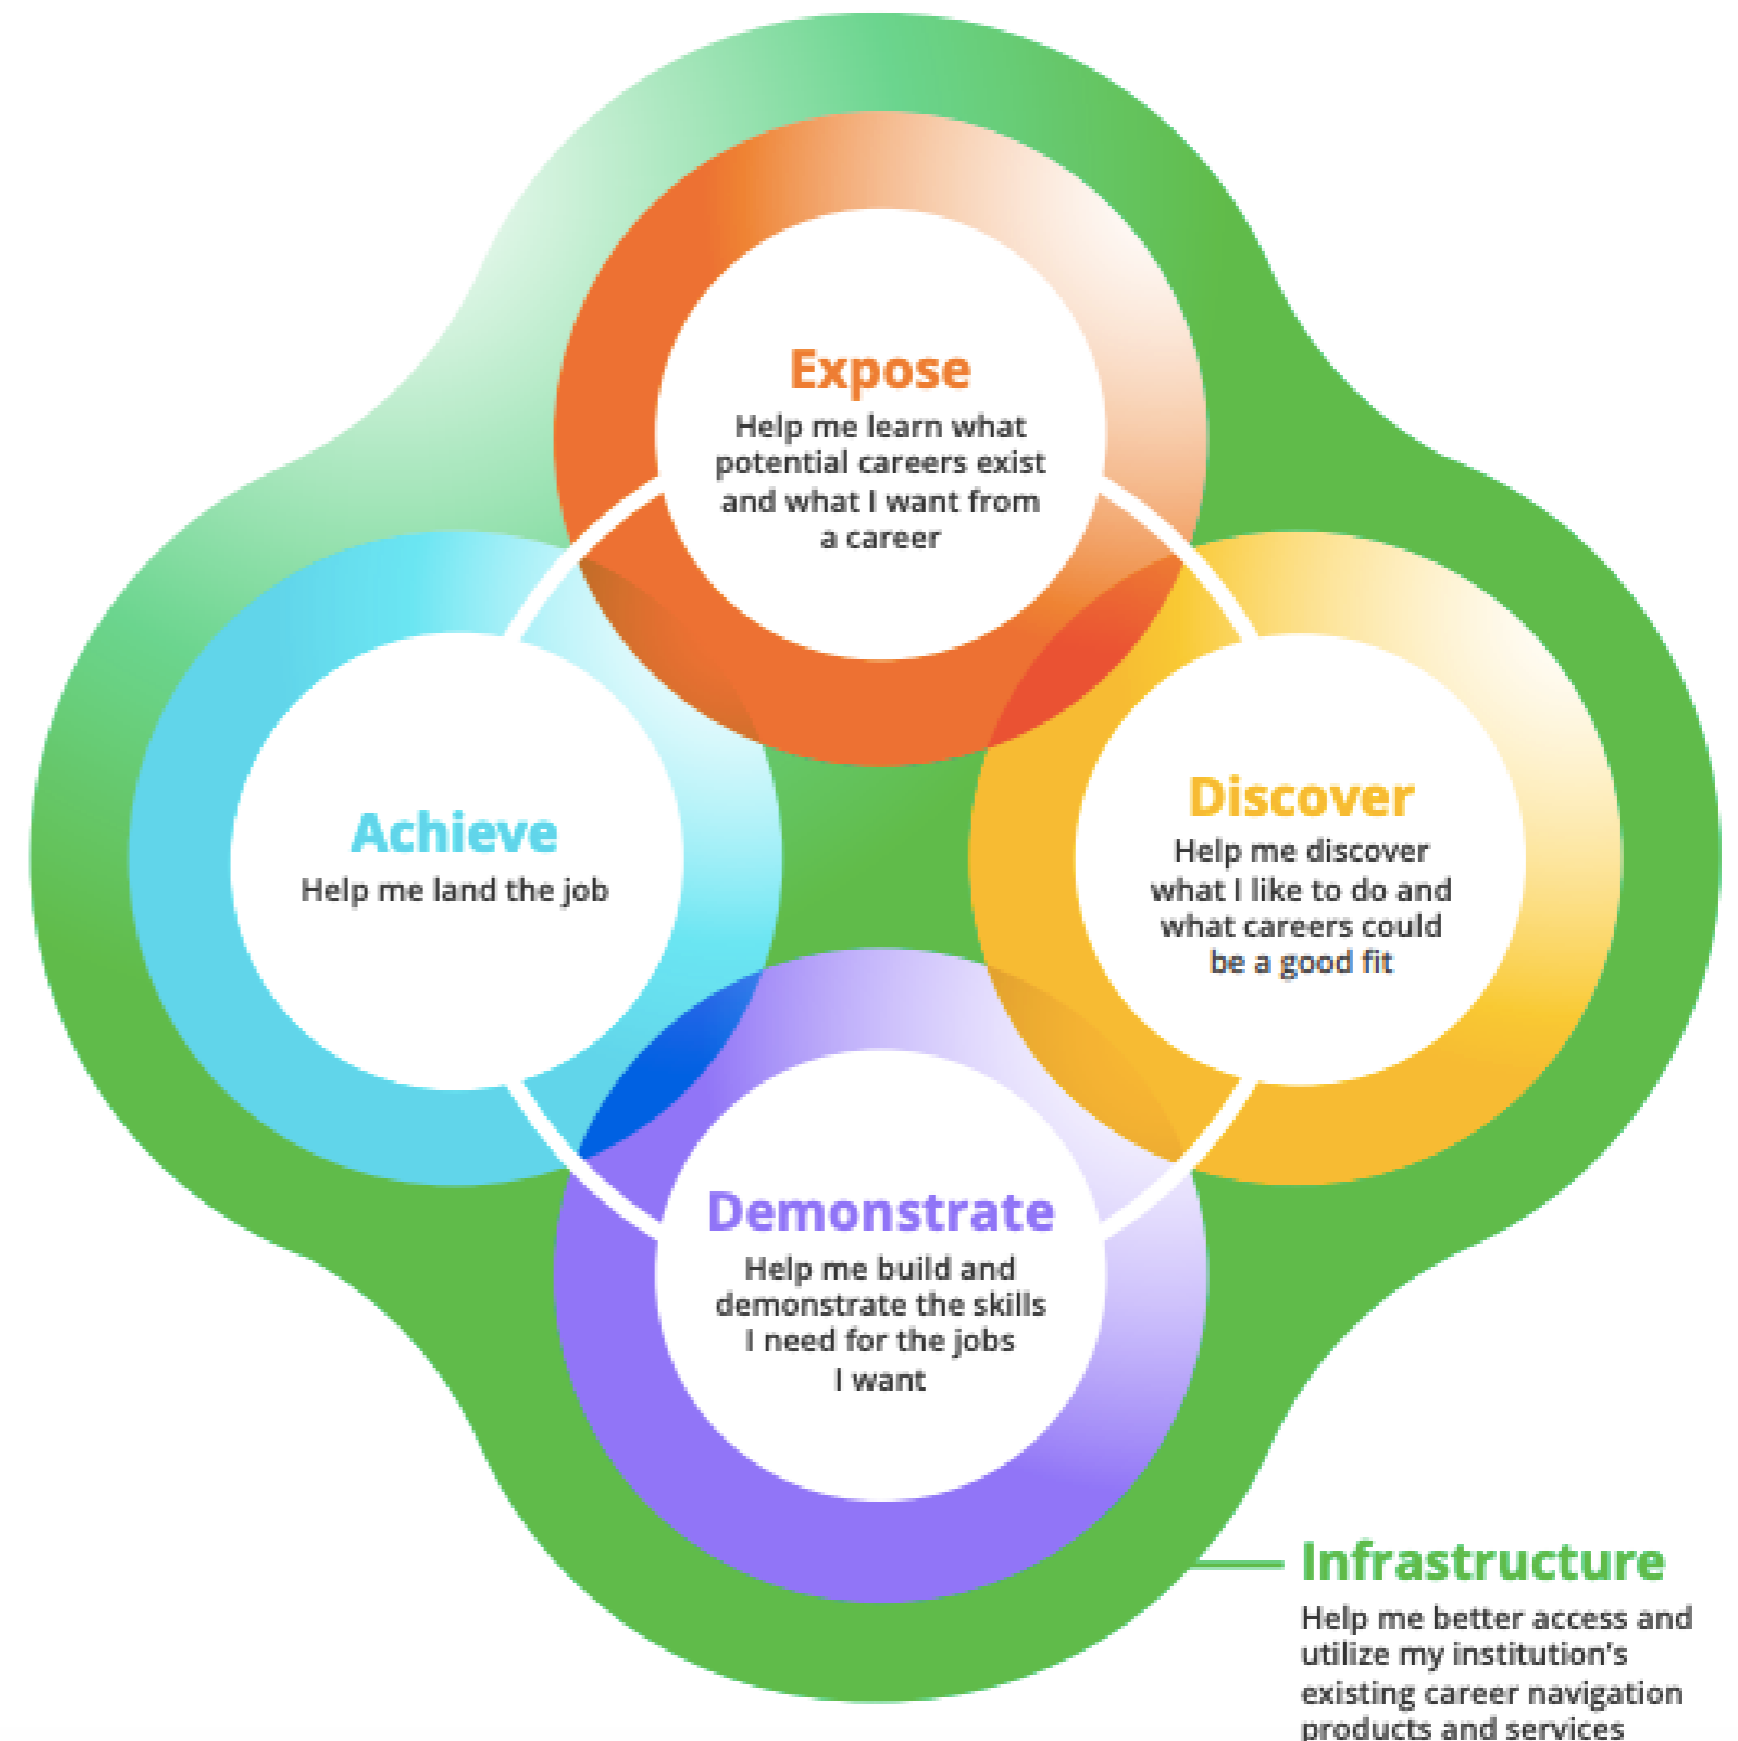 Expose
Help me learn what
potential careers exist
and what I want from
a career
Discover
Help me discover
what I like to do and
what careers could
be a good fit
Demonstrate
Help me build and
demonstrate the skills
I need for the jobs
I want
Achieve
Help me land the job
Infrastructure
Help me better access and
utilize my institution's
existing career navigation
products and services